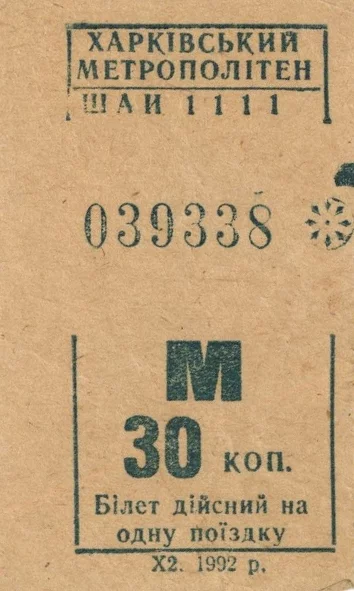 ХАРКІВСЬКИЙ
МЕТРОПОЛІТЕН
ШАИ 1111
039338
М
30 коп.
Білет дійсний на
одну поїздку
Х2. 1992 р.